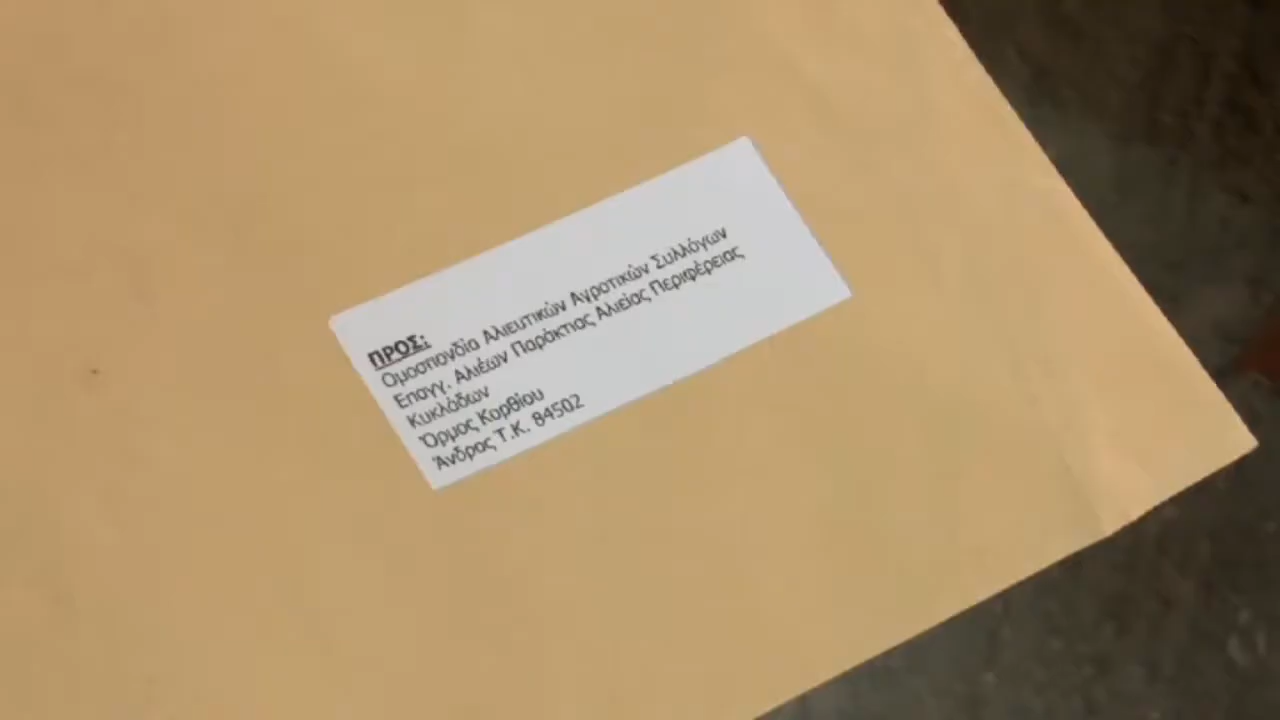 ΠΡΟΣ:
Ομοσπονδία Αλιευτικών Αγροτικών Συλλόγων
Επαγγ. Αλιέων Παράκτιας Αλιείας Περιφέρειας
Κυκλάδων
Όρμος Κορθίου
Άνδρος Τ.Κ. 84502